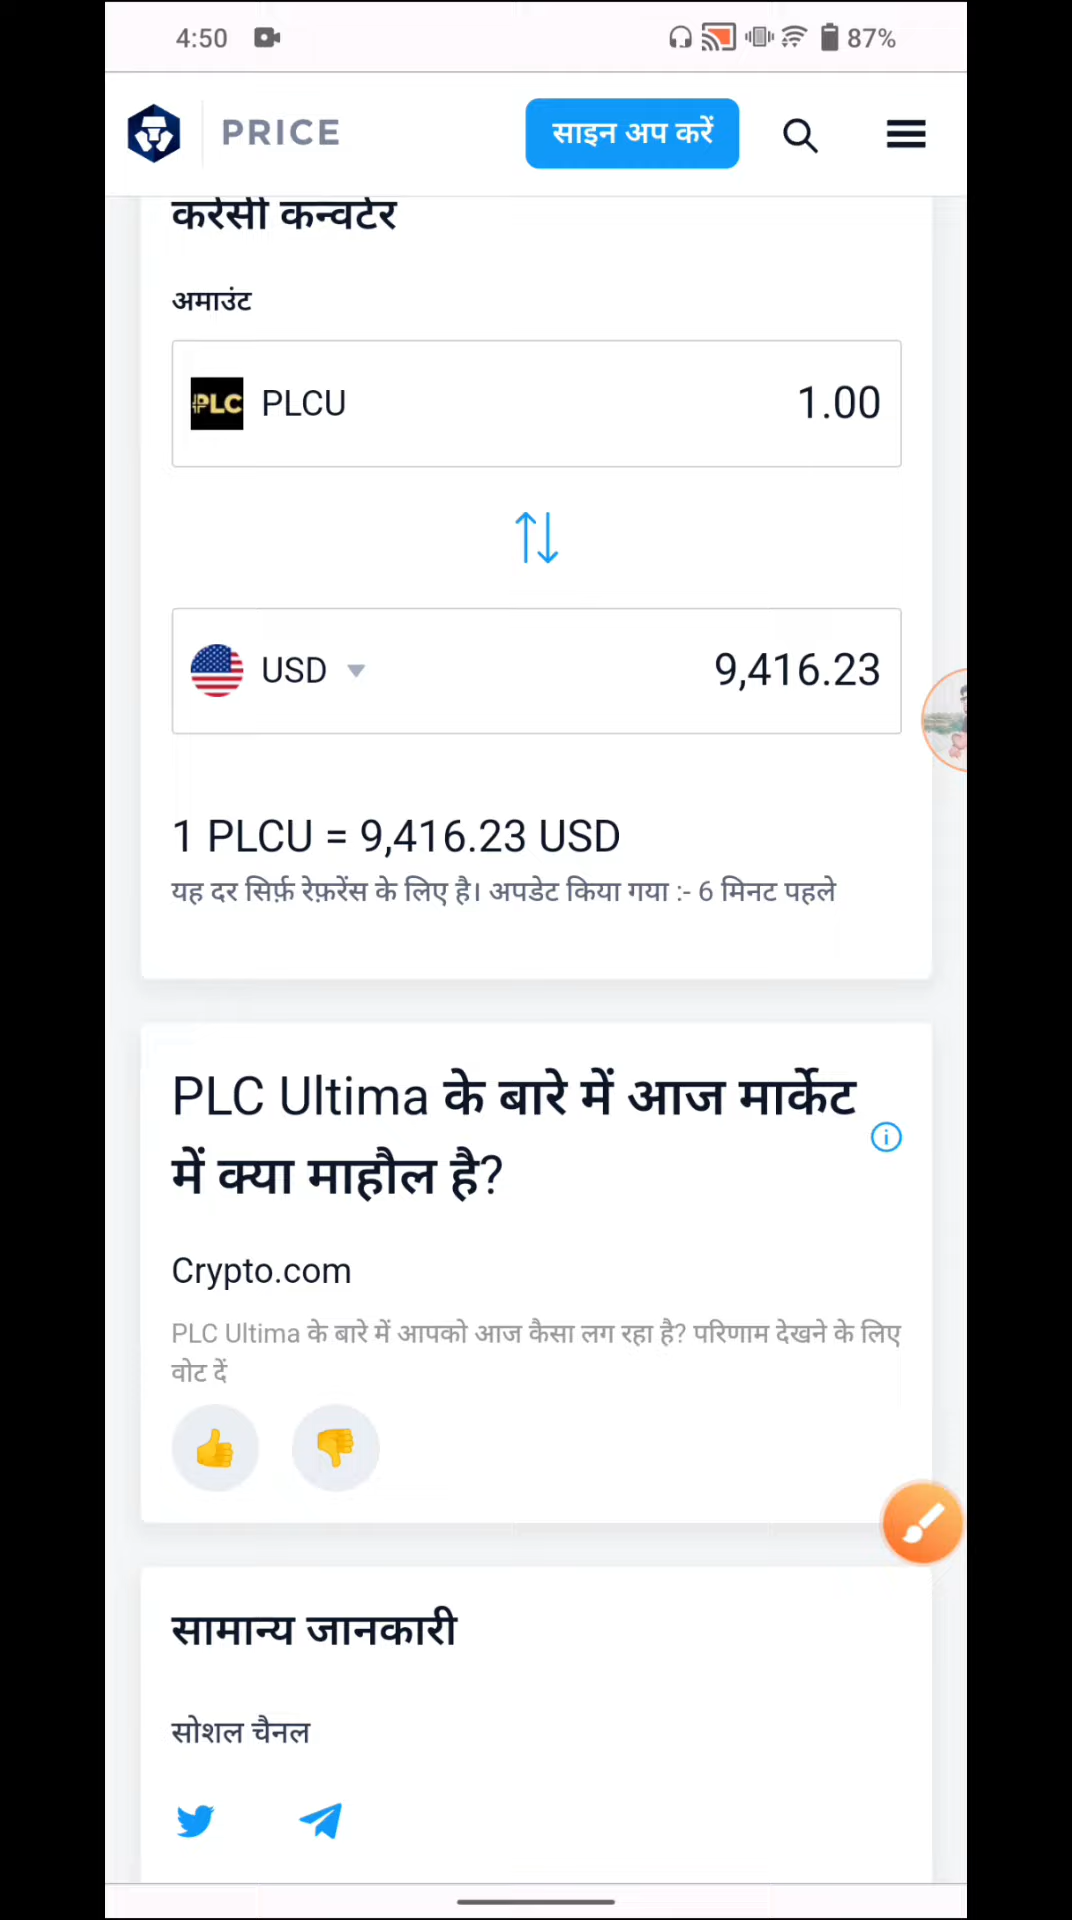 4:50
87%
PRICE
साइन अप करें
करेंसी कन्वर्टर
अमाउंट
PLC PLCU 1.00
USD 9,416.23
1 PLCU = 9,416.23 USD
यह दर सिर्फ़ रेफ़रेंस के लिए है। अपडेट किया गया :- 6 मिनट पहले
PLC Ultima के बारे में आज मार्केट
में क्या माहौल है?
Crypto.com
PLC Ultima के बारे में आपको आज कैसा लग रहा है? परिणाम देखने के लिए
वोट दें
सामान्य जानकारी
सोशल चैनल